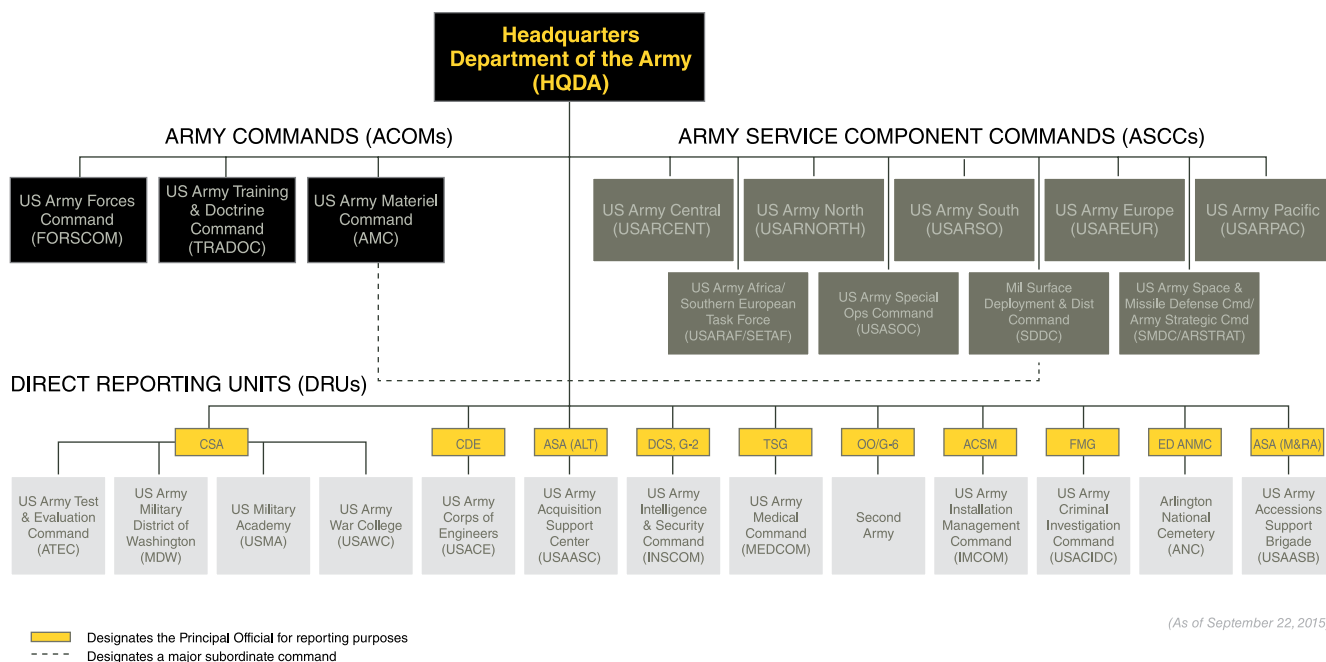 Headquarters
Department of the Army
(HQDA)
ARMY COMMANDS (ACOMs)
ARMY SERVICE COMPONENT COMMANDS (ASCCs)
US Army Forces
Command
(FORSCOM)
US Army Training
& Doctrine
Command
(TRADOC)
US Army Materiel
Command
(AMC)
US Army Central
(USARCENT)
US Army North
(USARNORTH)
US Army South
(USARSO)
US Army Europe
(USAREUR)
US Army Pacific
(USARPAC)
US Army Africa/
Southern European
Task Force
(USARAF/SETAF)
US Army Special
Ops Command
(USASOC)
Mil Surface
Deployment & Dist
Command
(SDDC)
US Army Space &
Missile Defense Cmd/
Army Strategic Cmd
(SMDC/ARSTRAT)
DIRECT REPORTING UNITS (DRUs)
CSA
CDE
ASA (ALT)
DCS, G-2
TSG
OO/G-6
ACSM
FMG
ED ANMC
ASA (M&RA)
US Army Test
& Evaluation
Command
(ATEC)
US Army
Military
District of
Washington
(MDW)
US Military
Academy
(USMA)
US Army
War College
(USAWC)
US Army
Corps of
Engineers
(USACE)
US Army
Acquisition
Support
Center
(USAASC)
US Army
Intelligence
& Security
Command
(INSCOM)
US Army
Medical
Command
(MEDCOM)
Second
Army
US Army
Installation
Management
Command
(IMCOM)
US Army
Criminal
Investigation
Command
(USACIDC)
Arlington
National
Cemetery
(ANC)
US Army
Accessions
Support
Brigade
(USAASB)
(As of September 22, 2015)
Designates the Principal Official for reporting purposes
Designates a major subordinate command